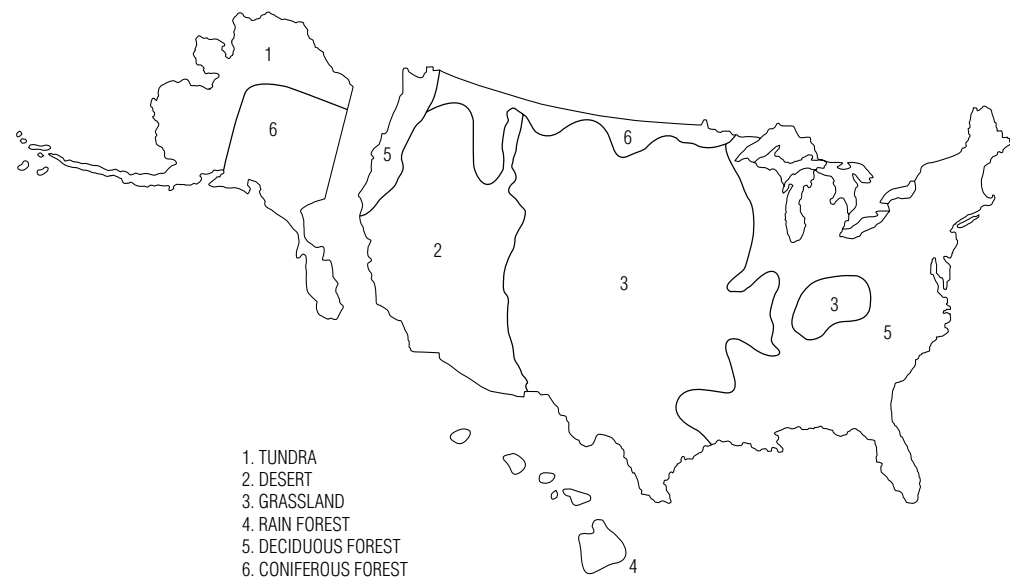 1
6
5
6
2
3
3
5
1. TUNDRA
2. DESERT
3. GRASSLAND
4. RAIN FOREST
5. DECIDUOUS FOREST
6. CONIFEROUS FOREST
4